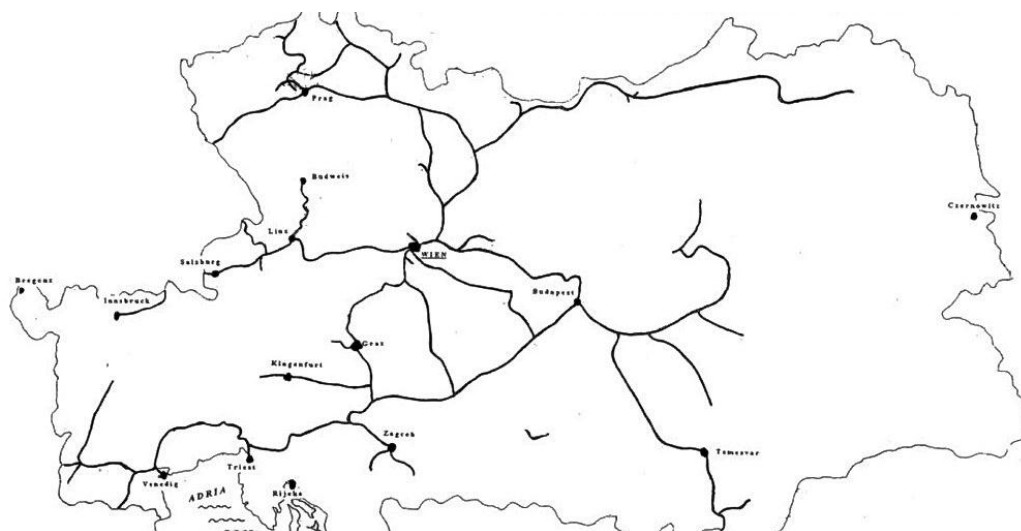 Prag
Budweis
Czernowitz
Linz
WIEN
Salzburg
Bregenz
Budapest
Innsbruck
Graz
Klagenfurt
Zagreb
Temesvar
Triest
Venedig
Rijeka
ADRIA